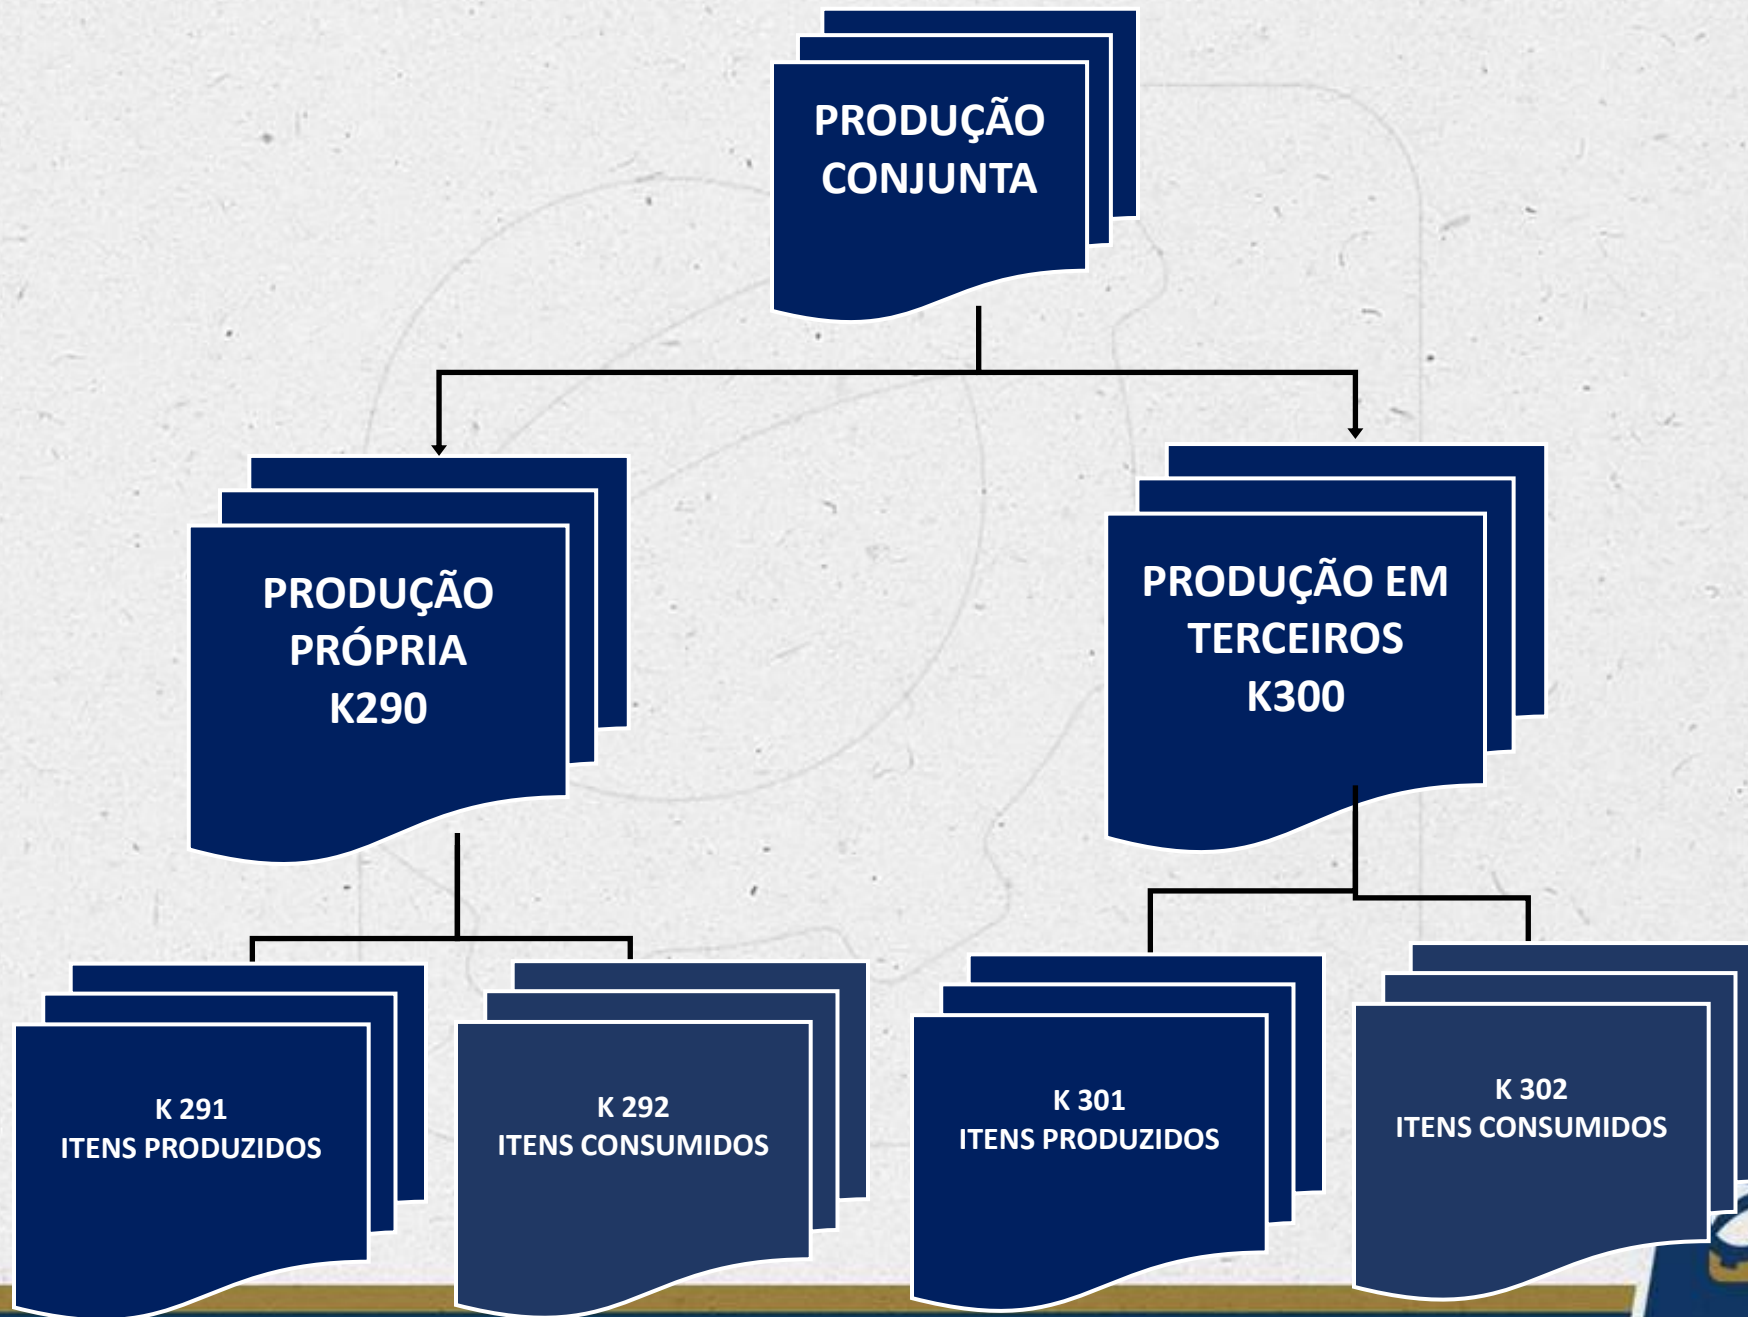 PRODUÇÃO
CONJUNTA
PRODUÇÃO
PRÓPRIA
K290
PRODUÇÃO EM
TERCEIROS
K300
K 291
ITENS PRODUZIDOS
K 292
ITENS CONSUMIDOS
K 301
ITENS PRODUZIDOS
K 302
ITENS CONSUMIDOS